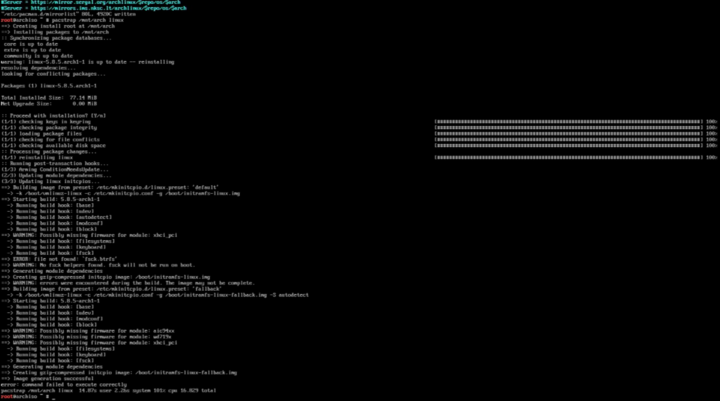 #Server = https://mirror.sergal.org/archlinux/$repo/os/$arch
#Server = https://mirrors.ims.nksc.lt/archlinux/$repo/os/$arch
"/etc/pacman.d/mirrorlist" 80L, 4920C written
root@archiso ~ # pacstrap /mnt/arch linux
==> Creating install root at /mnt/arch
==> Installing packages to /mnt/arch
:: Synchronizing package databases...
 core is up to date
 extra is up to date
 community is up to date
warning: linux-5.8.5.arch1-1 is up to date -- reinstalling
resolving dependencies...
looking for conflicting packages...
Packages (1) linux-5.8.5.arch1-1
Total Installed Size:  77.14 MiB
Net Upgrade Size:       0.00 MiB
:: Proceed with installation? [Y/n]
(1/1) checking keys in keyring [####################] 100%
(1/1) checking package integrity [####################] 100%
(1/1) loading package files [####################] 100%
(1/1) checking for file conflicts [####################] 100%
(1/1) checking available disk space [####################] 100%
:: Processing package changes...
(1/1) reinstalling linux [####################] 100%
:: Running post-transaction hooks...
(1/3) Arming ConditionNeedsUpdate...
(2/3) Updating module dependencies...
(3/3) Updating linux initcpios...
==> Building image from preset: /etc/mkinitcpio.d/linux.preset: 'default'
  -> -k /boot/vmlinuz-linux -c /etc/mkinitcpio.conf -g /boot/initramfs-linux.img
==> Starting build: 5.8.5-arch1-1
  -> Running build hook: [base]
  -> Running build hook: [udev]
  -> Running build hook: [autodetect]
  -> Running build hook: [modconf]
  -> Running build hook: [block]
==> WARNING: Possibly missing firmware for module: xhci_pci
  -> Running build hook: [filesystems]
  -> Running build hook: [keyboard]
  -> Running build hook: [fsck]
==> ERROR: file not found: 'fsck.btrfs'
==> WARNING: No fsck helpers found. fsck will not be run on boot.
==> Generating module dependencies
==> Creating gzip-compressed initcpio image: /boot/initramfs-linux.img
==> WARNING: errors were encountered during the build. The image may not be complete.
==> Building image from preset: /etc/mkinitcpio.d/linux.preset: 'fallback'
  -> -k /boot/vmlinuz-linux -c /etc/mkinitcpio.conf -g /boot/initramfs-linux-fallback.img -S autodetect
==> Starting build: 5.8.5-arch1-1
  -> Running build hook: [base]
  -> Running build hook: [udev]
  -> Running build hook: [modconf]
  -> Running build hook: [block]
==> WARNING: Possibly missing firmware for module: aic94xx
==> WARNING: Possibly missing firmware for module: wd719x
==> WARNING: Possibly missing firmware for module: xhci_pci
  -> Running build hook: [filesystems]
  -> Running build hook: [keyboard]
  -> Running build hook: [fsck]
==> Generating module dependencies
==> Creating gzip-compressed initcpio image: /boot/initramfs-linux-fallback.img
==> Image generation successful
error: command failed to execute correctly
pacstrap /mnt/arch linux  14.87s user 2.26s system 101% cpu 16.829 total
root@archiso ~ # _